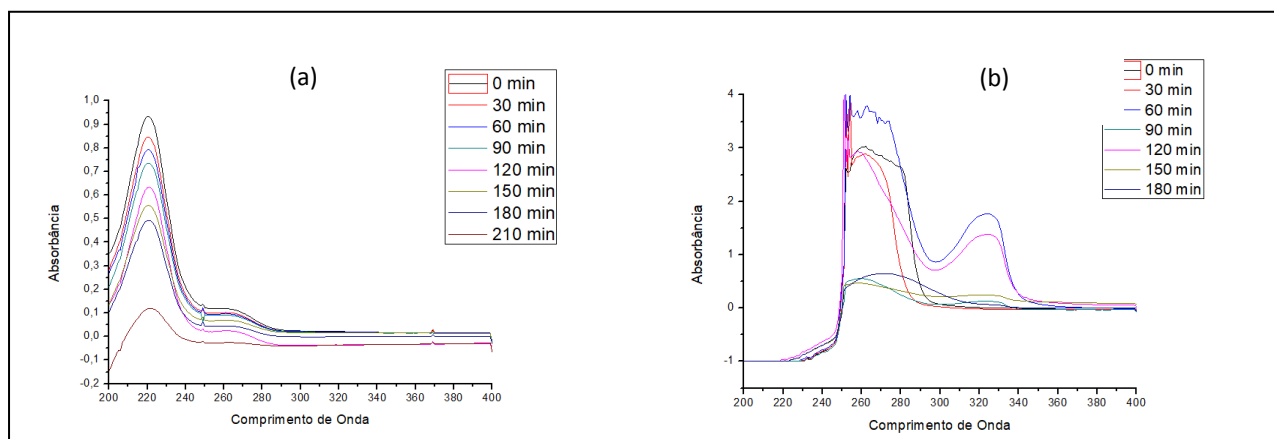 (a)
0 min
30 min
60 min
90 min
120 min
150 min
180 min
210 min
1,0
0,9
0,8
0,7
0,6
0,5
0,4
0,3
0,2
0,1
0,0
-0,1
-0,2
Absorbância
200 220 240 260 280 300 320 340 360 380 400
Comprimento de Onda
(b)
0 min
30 min
60 min
90 min
120 min
150 min
180 min
4
3
2
1
0
-1
Absorbância
200 220 240 260 280 300 320 340 360 380 400
Comprimento de Onda